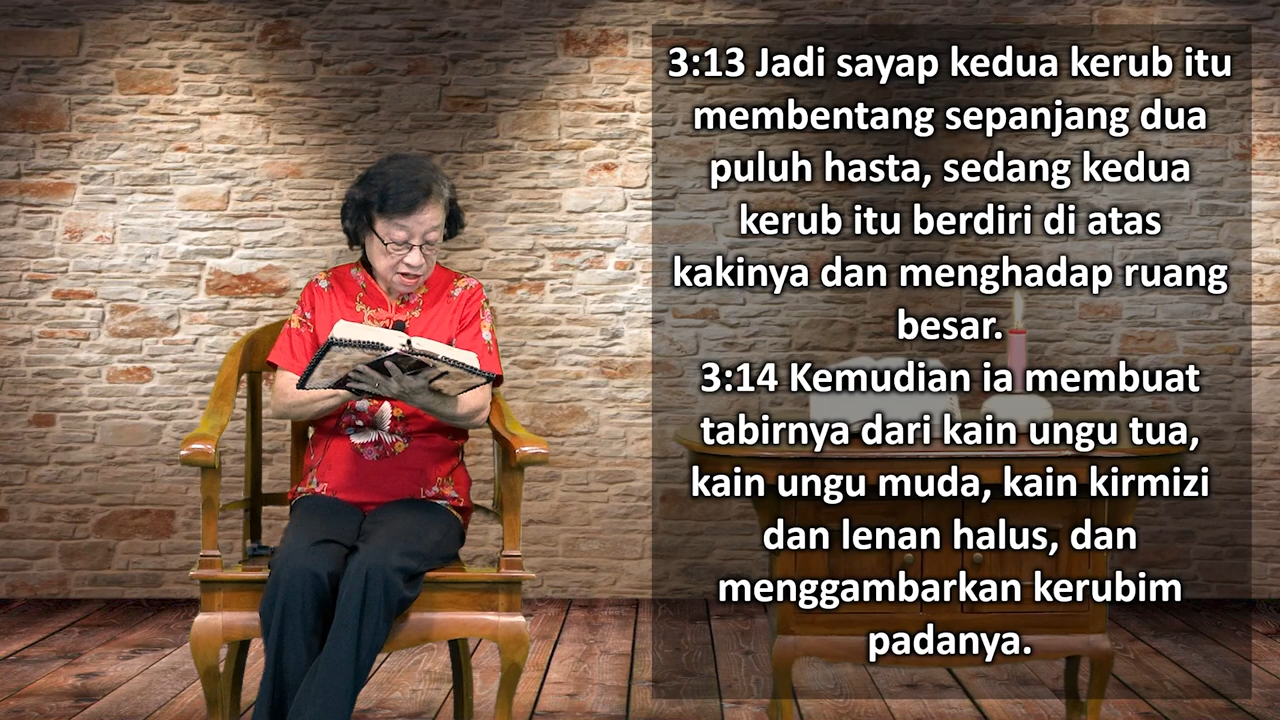 3:13 Jadi sayap kedua kerub itu
membentang sepanjang dua
puluh hasta, sedang kedua
kerub itu berdiri di atas
kakinya dan menghadap ruang
besar.
3:14 Kemudian ia membuat
tabirnya dari kain ungu tua,
kain ungu muda, kain kirmizi
dan lenan halus, dan
menggambarkan kerubim
padanya.